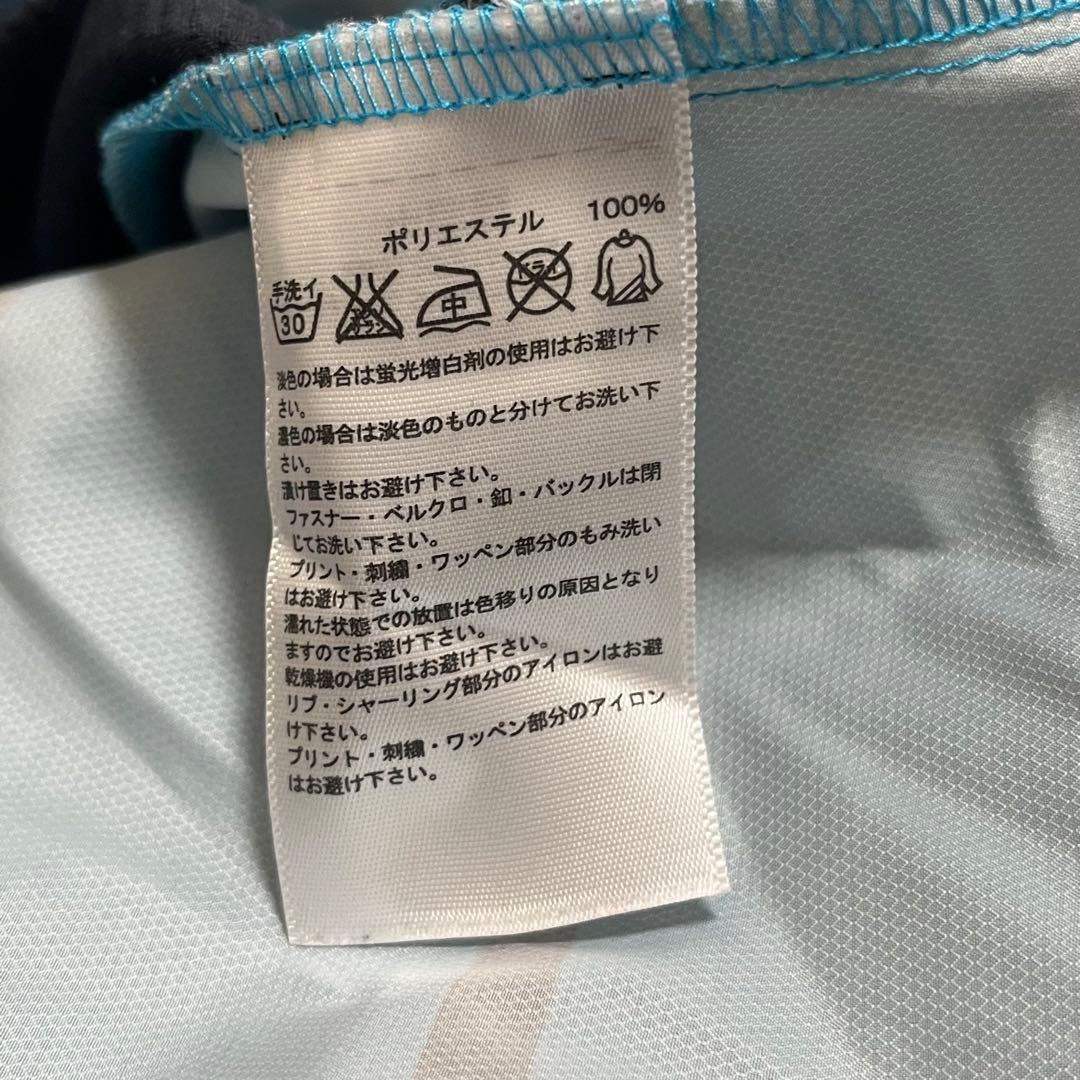 ポリエステル 100%
手洗イ
30
エンソサラシ
中
ドライ
淡色の場合は蛍光増白剤の使用はお避け下
さい。
濃色の場合は淡色のものと分けてお洗い下
さい。
漬け置きはお避け下さい。
ファスナー・ベルクロ・釦・バックルは閉
じてお洗い下さい。
プリント・刺繍・ワッペン部分のもみ洗い
はお避け下さい。
濡れた状態での放置は色移りの原因となり
ますのでお避け下さい。
乾燥機の使用はお避け下さい。
リブ・シャーリング部分のアイロンはお避
け下さい。
プリント・刺繍・ワッペン部分のアイロン
はお避け下さい。